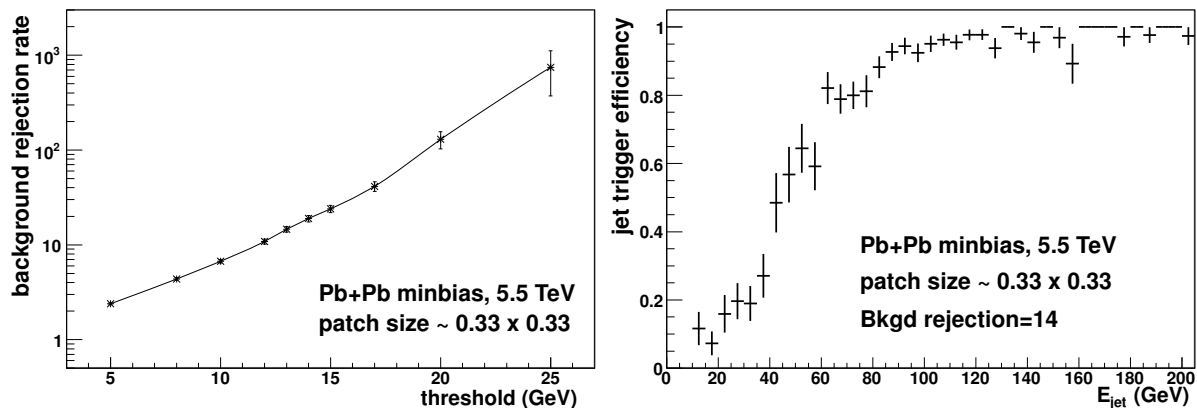 background rejection rate
10³
10²
10
1
5 10 15 20 25
threshold (GeV)
Pb+Pb minbias, 5.5 TeV
patch size ~ 0.33 x 0.33
jet trigger efficiency
1
0.8
0.6
0.4
0.2
0
0 20 40 60 80 100 120 140 160 180 200
E_jet (GeV)
Pb+Pb minbias, 5.5 TeV
patch size ~ 0.33 x 0.33
Bkgd rejection=14